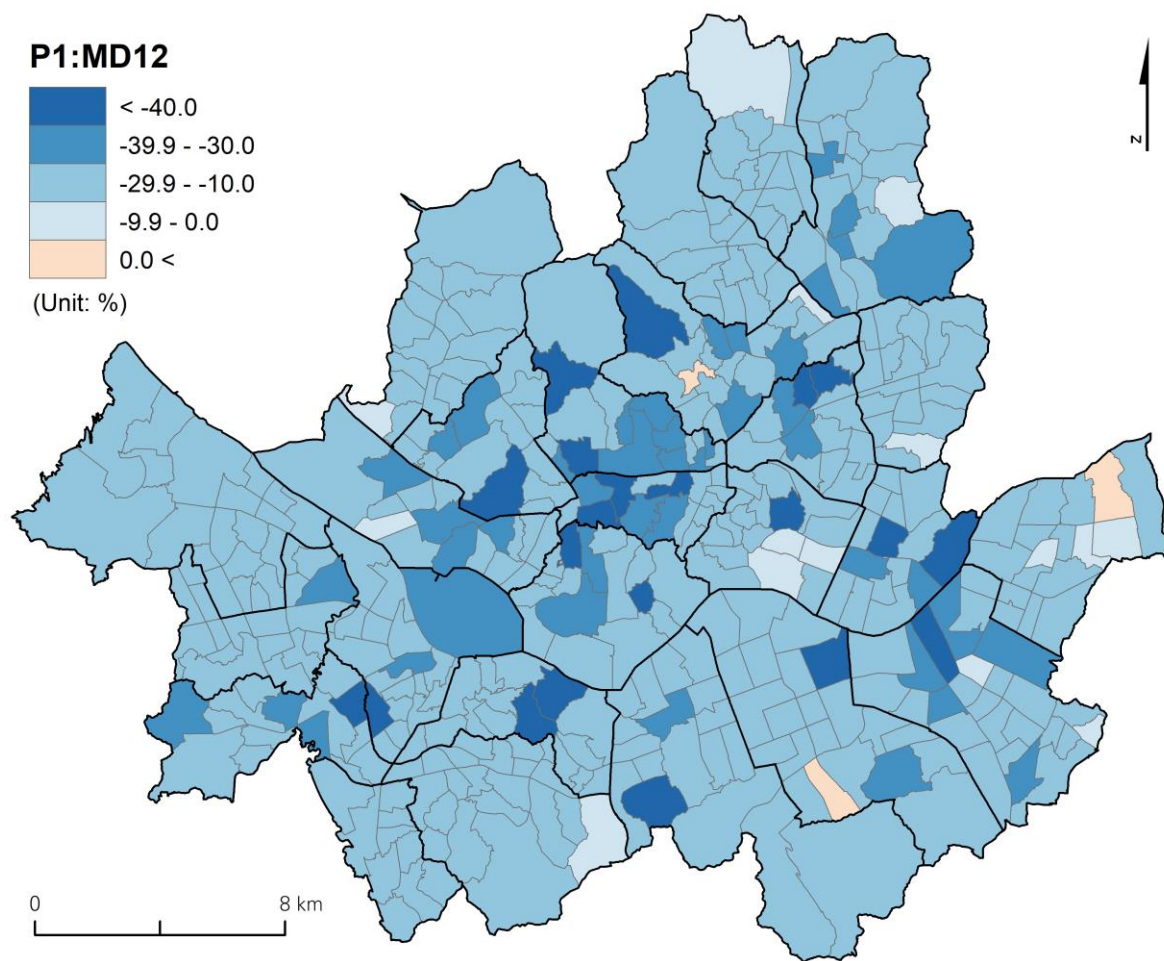 P1:MD12
< -40.0
-39.9 - -30.0
-29.9 - -10.0
-9.9 - 0.0
0.0 <
(Unit: %)
N
0 8 km